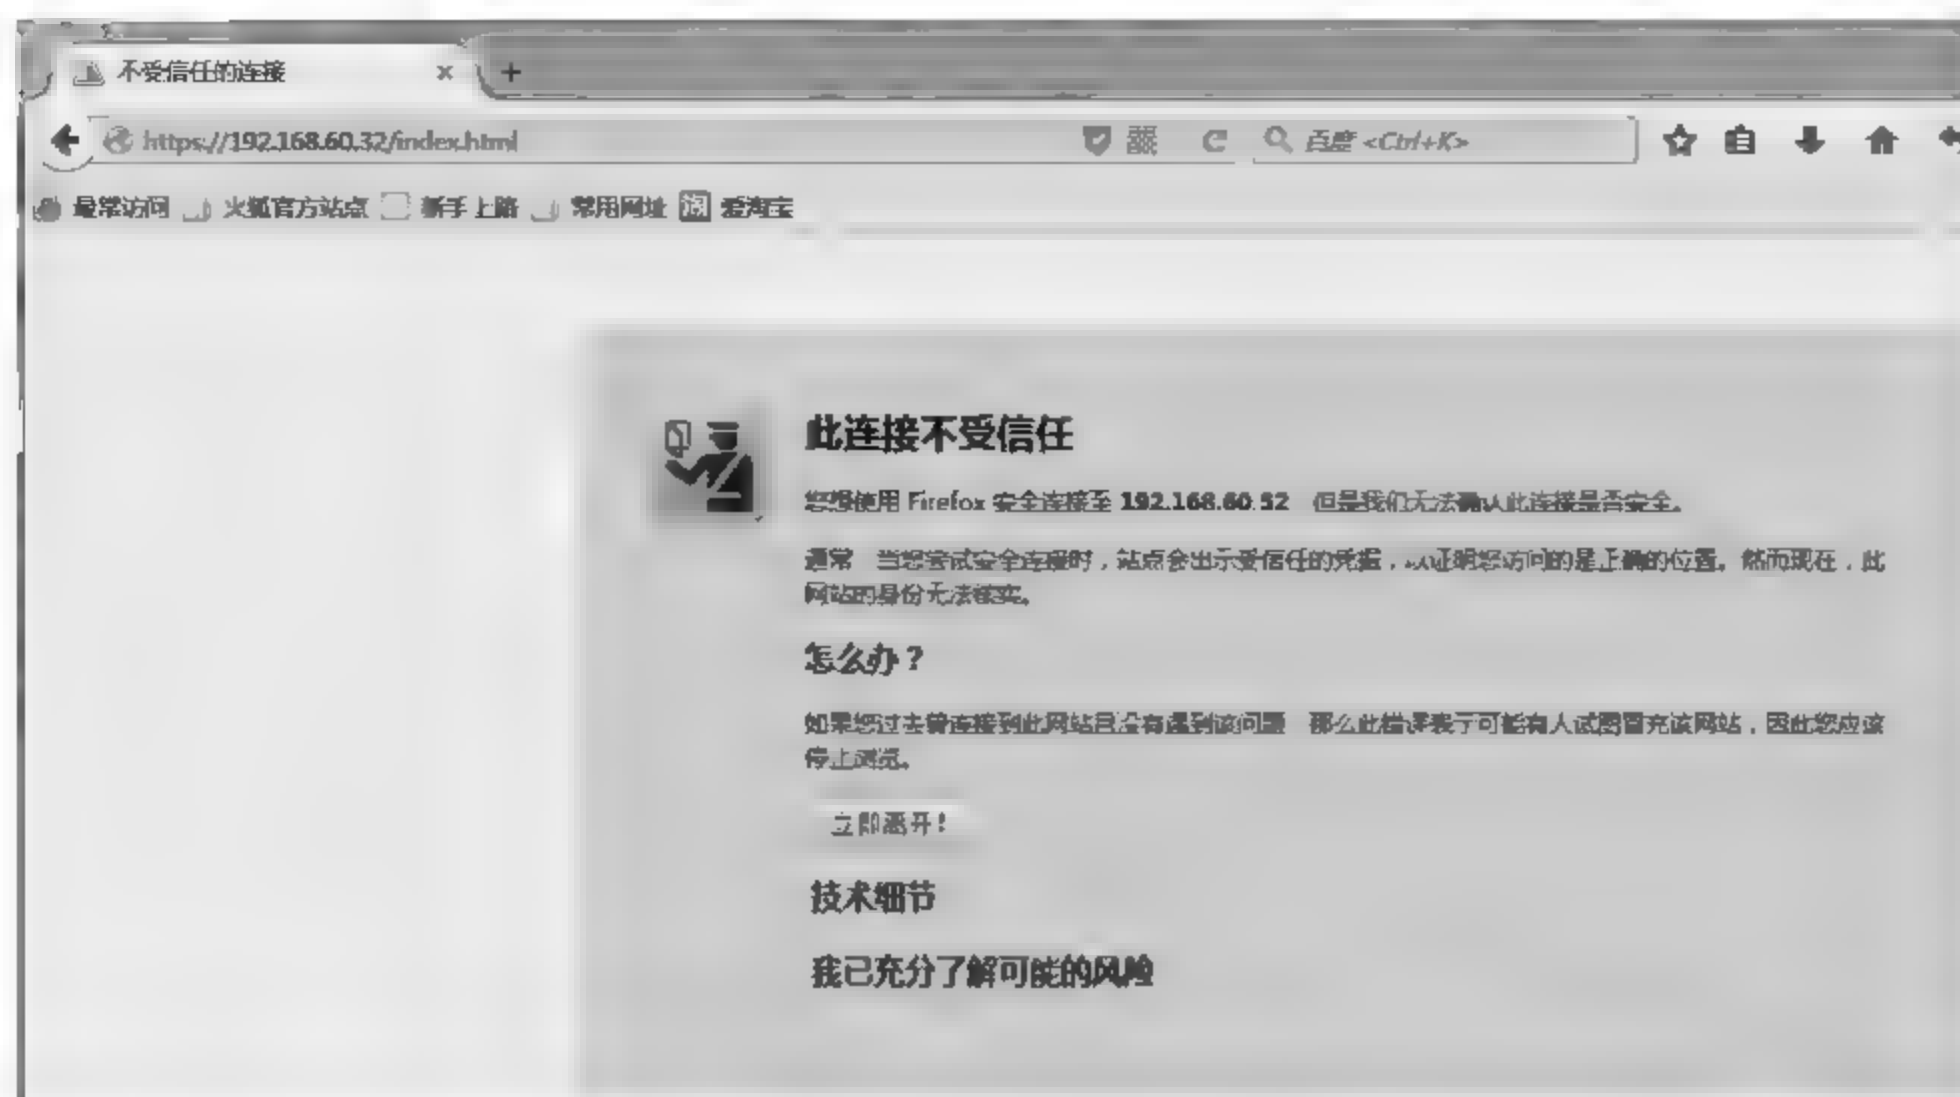 不受信任的连接
https://192.168.60.32/index.html
百度 <Ctrl+K>
最常访问 火狐官方站点 新手上路 常用网址 淘 爱淘宝
此连接不受信任
您想使用 Firefox 安全连接至 192.168.60.32 但是我们无法确认此连接是否安全。
通常 当您尝试安全连接时，站点会出示受信任的凭据，以证明您访问的是正确的位置。然而现在，此
网站的身份无法核实。
怎么办？
如果您过去曾连接到此网站且没有遇到该问题 那么此错误表示可能有人试图冒充该网站，因此您应该
停止浏览。
立即离开！
技术细节
我已充分了解可能的风险